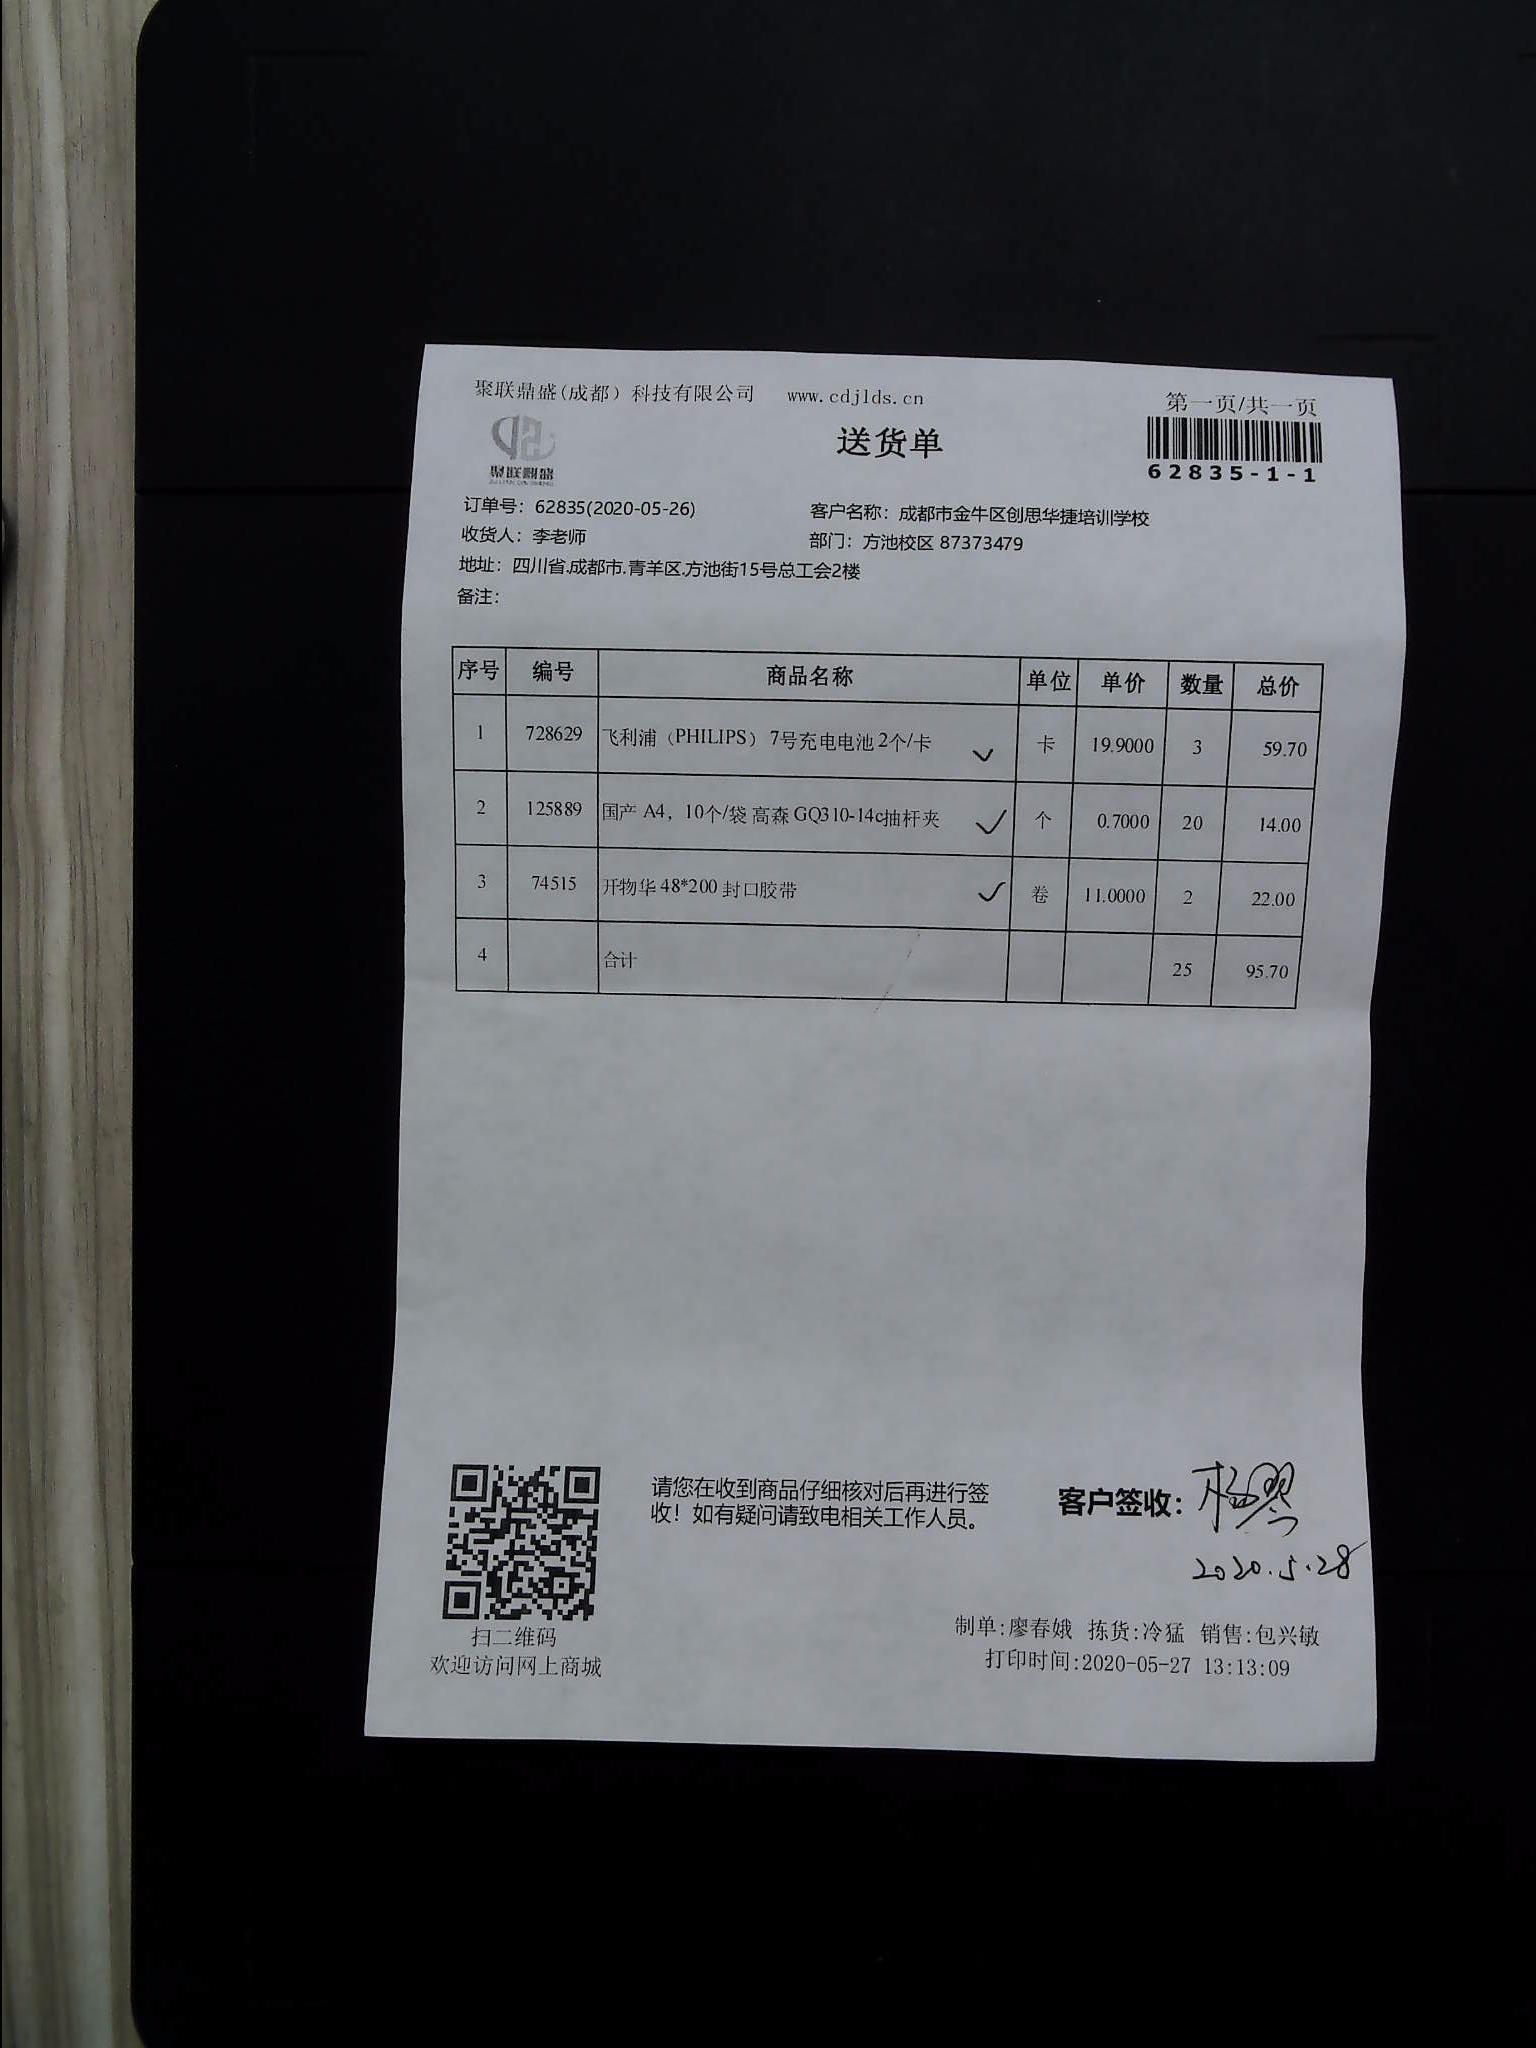 聚联鼎盛(成都）科技有限公司 www.cdjlds.cn
第一页/共一页
聚联鼎盛
送货单
62835-1-1
订单号：62835(2020-05-26) 客户名称：成都市金牛区创思华捷培训学校
收货人：李老师 部门：方池校区 87373479
地址：四川省.成都市.青羊区.方池街15号总工会2楼
备注：
序号 编号 商品名称 单位 单价 数量 总价
1 728629 飞利浦（PHILIPS） 7号充电电池 2个/卡 卡 19.9000 3 59.70
2 125889 国产 A4，10个/袋 高森 GQ310-14c抽杆夹 个 0.7000 20 14.00
3 74515 开物华 48*200 封口胶带 卷 11.0000 2 22.00
4 合计 25 95.70
请您在收到商品仔细核对后再进行签
收！如有疑问请致电相关工作人员。
客户签收：
2020.5.28
扫二维码
欢迎访问网上商城
制单:廖春娥 拣货:冷猛 销售:包兴敏
打印时间:2020-05-27 13:13:09